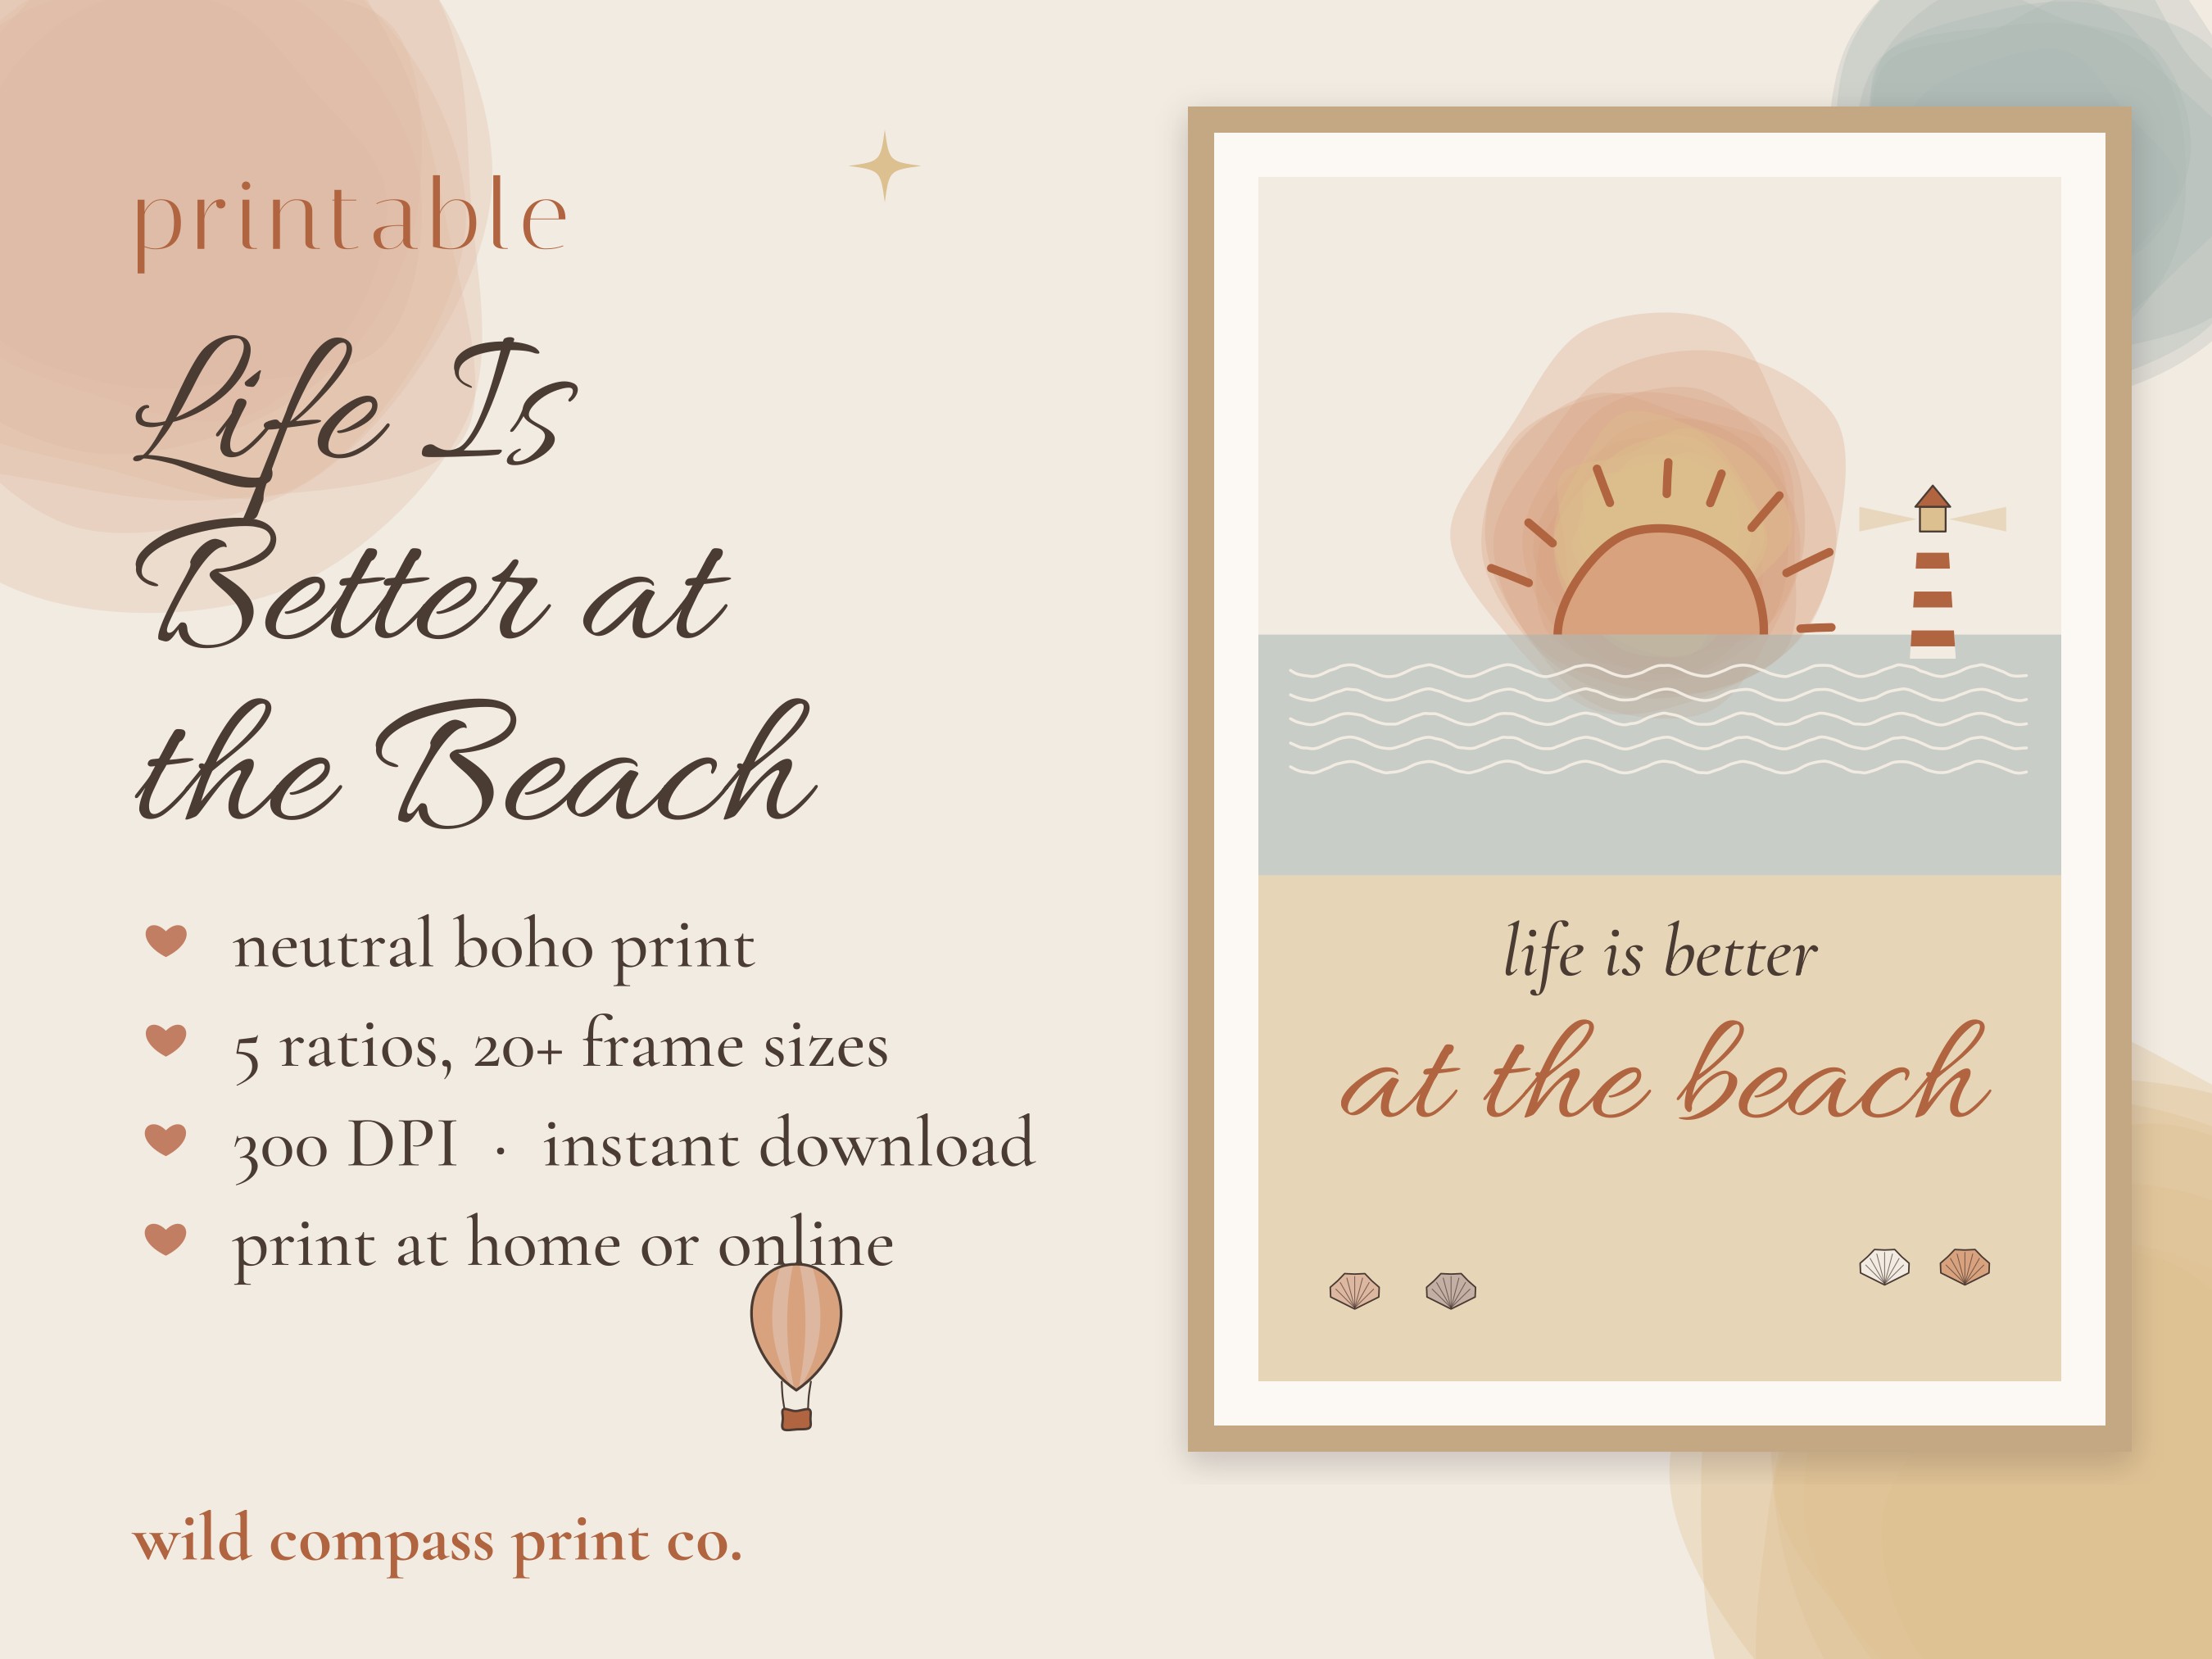 printable
Life Is
Better at
the Beach
neutral boho print
5 ratios, 20+ frame sizes
300 DPI · instant download
print at home or online
wild compass print co.
life is better
at the beach